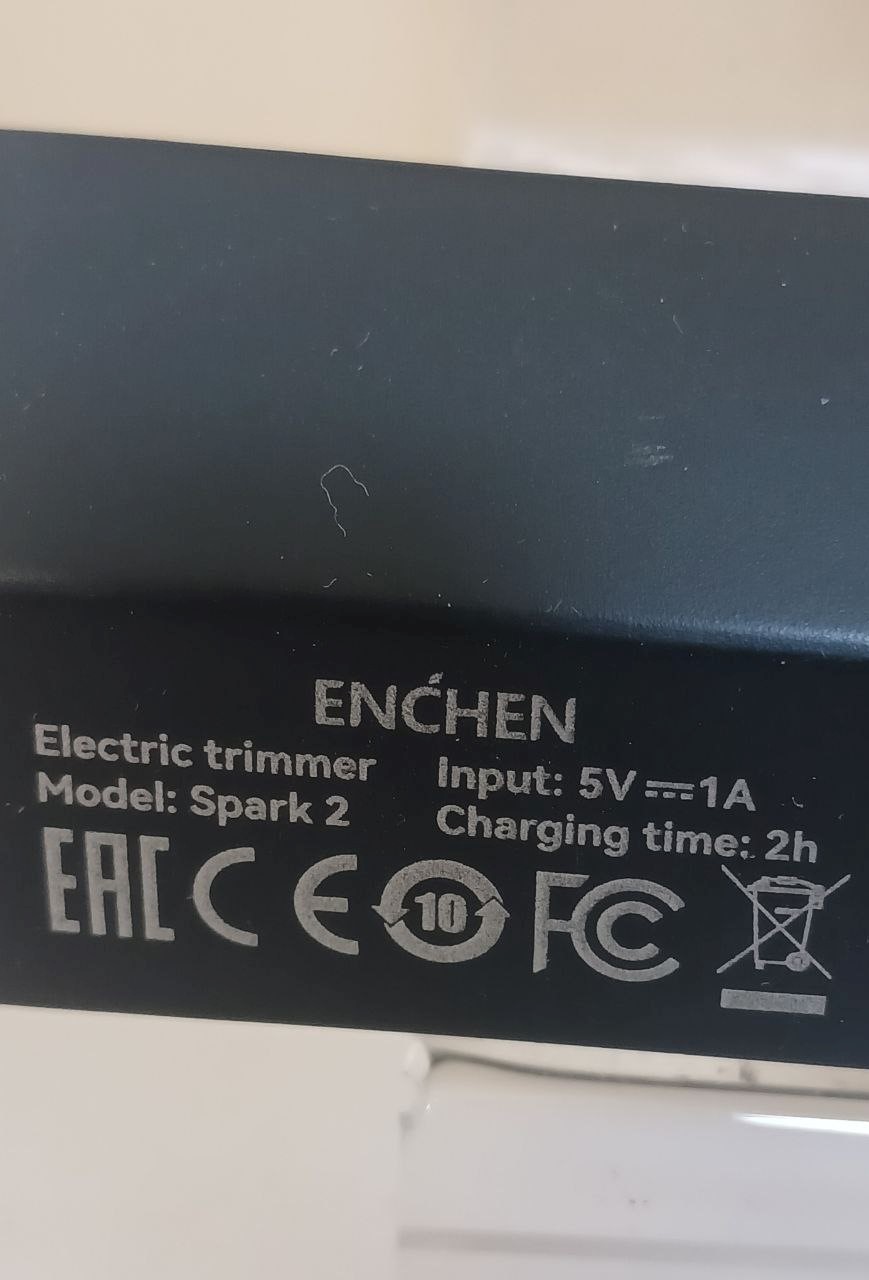 ENCHEN
Electric trimmer
Model: Spark 2
Input: 5V⎓1A
Charging time: 2h
EAC CE 10 FC